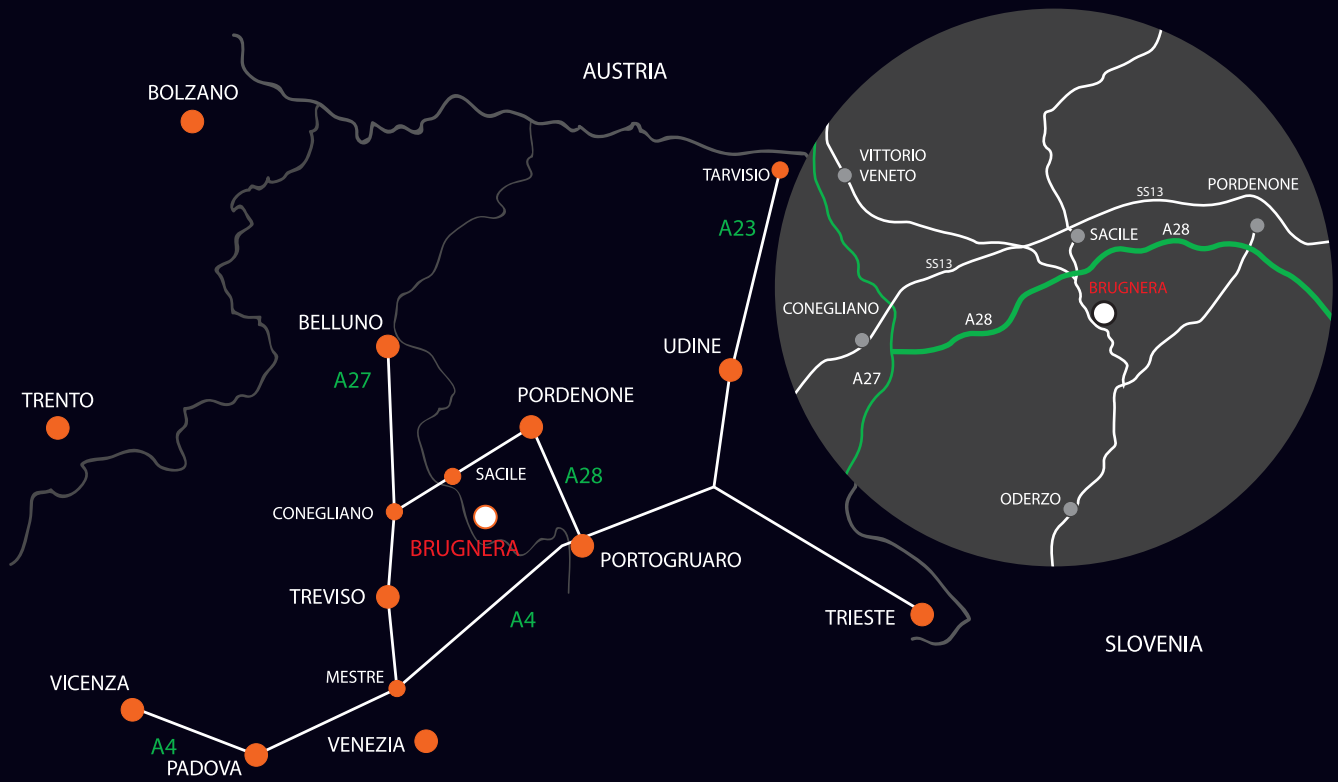 AUSTRIA
BOLZANO
TARVISIO
A23
BELLUNO
A27
UDINE
TRENTO
PORDENONE
SACILE
A28
CONEGLIANO
BRUGNERA
PORTOGRUARO
TREVISO
A4
TRIESTE
SLOVENIA
MESTRE
VICENZA
A4
VENEZIA
PADOVA
VITTORIO
VENETO
SS13
PORDENONE
SACILE
A28
SS13
BRUGNERA
CONEGLIANO
A28
A27
ODERZO